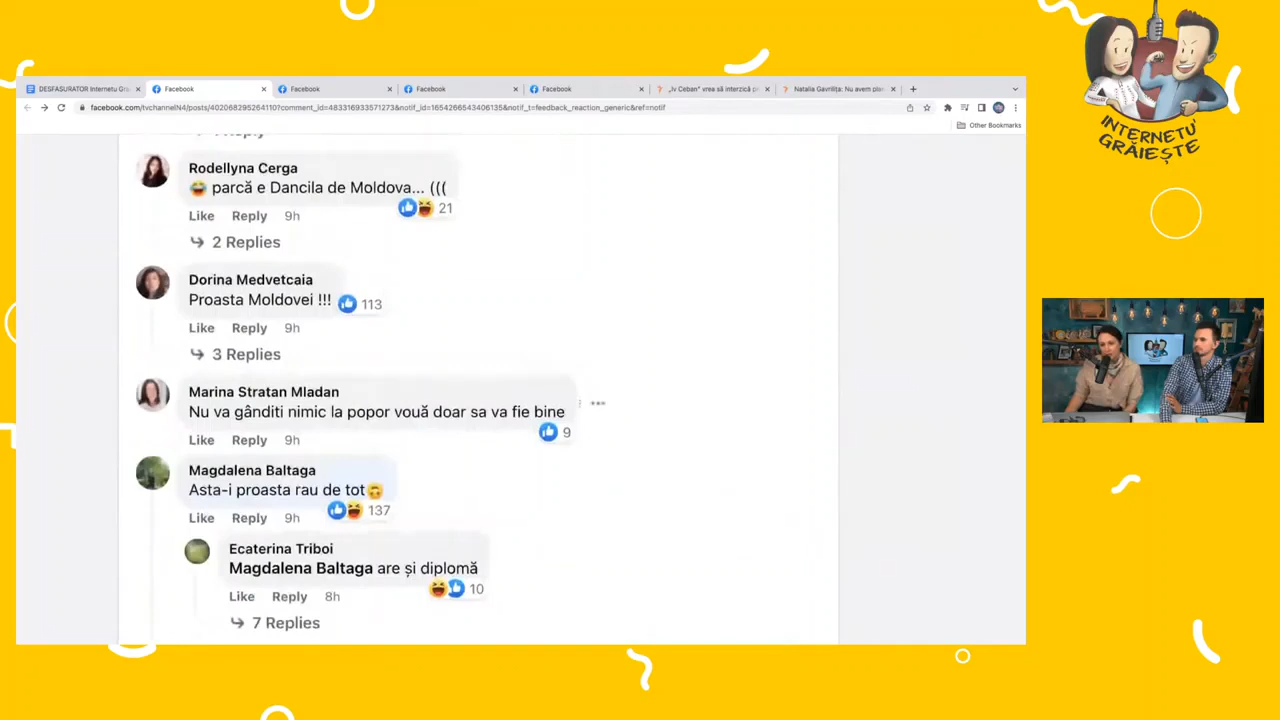 DESFASURATOR Internetu Gr
Facebook
Facebook
Facebook
Facebook
„Iv Ceban" vrea să interzică p
Natalia Gavrilița: Nu avem plan
facebook.com/tvchannelN4/posts/4020682952641107?comment_id=483316933571273&notif_id=1654266543406135&notif_t=feedback_reaction_generic&ref=notif
Other Bookmarks
INTERNETU'
GRĂIEȘTE
Reply
Rodellyna Cerga
😂 parcă e Dancila de Moldova... (((
21
Like Reply 9h
2 Replies
Dorina Medvetcaia
Proasta Moldovei !!!
113
Like Reply 9h
3 Replies
Marina Stratan Mladan
Nu va gânditi nimic la popor vouă doar sa va fie bine
9
Like Reply 9h
Magdalena Baltaga
Asta-i proasta rau de tot🙃
137
Like Reply 9h
Ecaterina Triboi
Magdalena Baltaga are și diplomă
10
Like Reply 8h
7 Replies